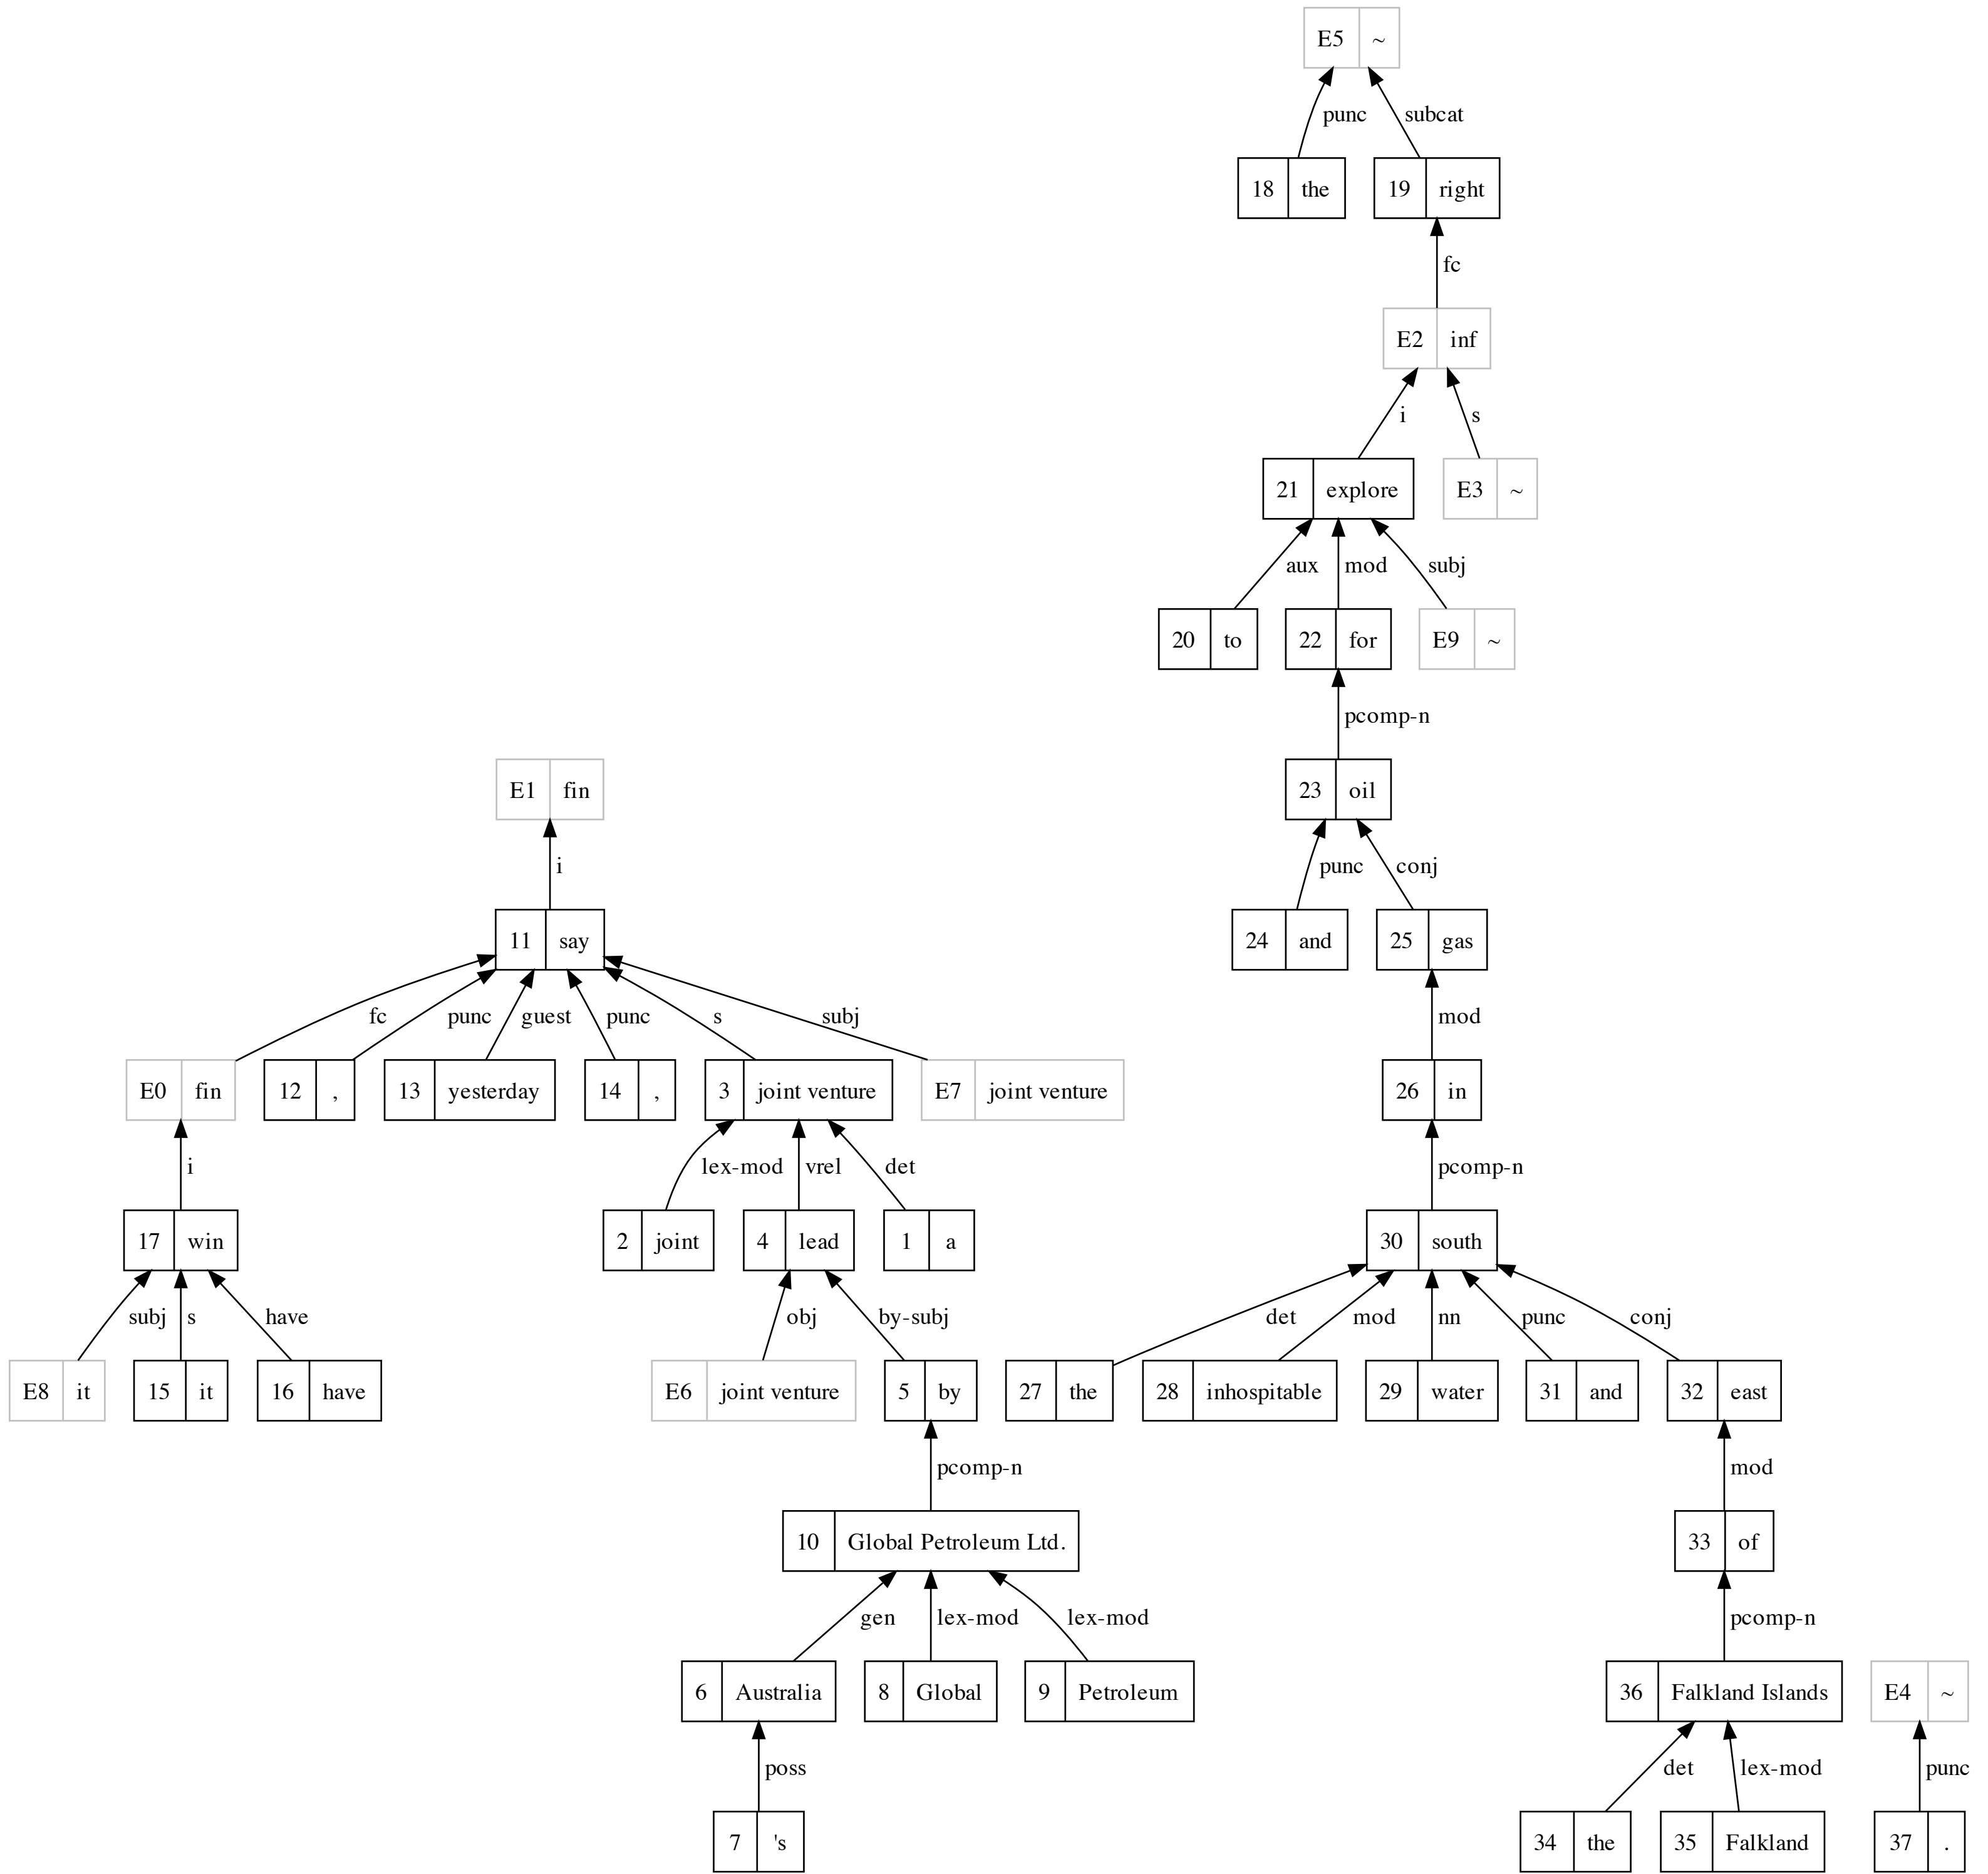 E5 ~
punc subcat
18 the 19 right
fc
E2 inf
i s
21 explore E3 ~
aux mod subj
20 to 22 for E9 ~
pcomp-n
E1 fin 23 oil
i punc conj
11 say 24 and 25 gas
fc punc guest punc s subj mod
E0 fin 12 , 13 yesterday 14 , 3 joint venture E7 joint venture 26 in
i lex-mod vrel det pcomp-n
17 win 2 joint 4 lead 1 a 30 south
subj s have obj by-subj det mod nn punc conj
E8 it 15 it 16 have E6 joint venture 5 by 27 the 28 inhospitable 29 water 31 and 32 east
pcomp-n mod
10 Global Petroleum Ltd. 33 of
gen lex-mod lex-mod pcomp-n
6 Australia 8 Global 9 Petroleum 36 Falkland Islands E4 ~
poss det lex-mod punc
7 's 34 the 35 Falkland 37 .